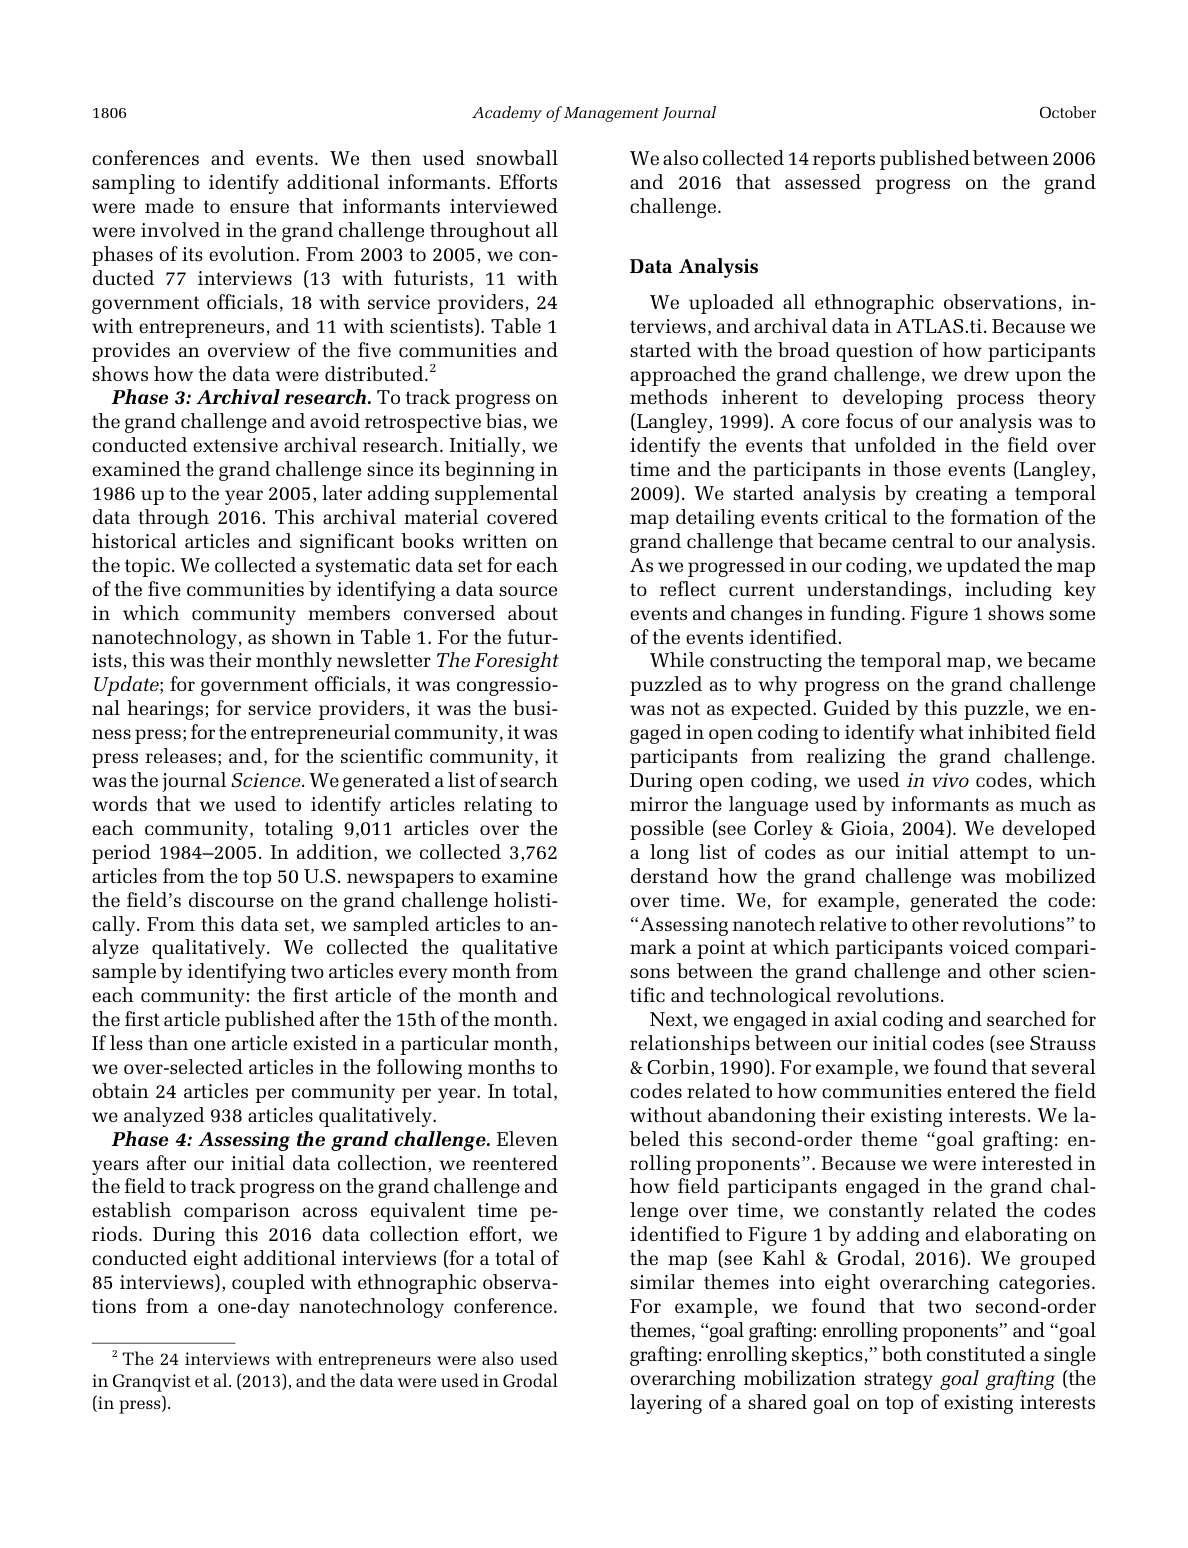 1806
Academy of Management Journal
October
conferences and events. We then used snowball
sampling to identify additional informants. Efforts
were made to ensure that informants interviewed
were involved in the grand challenge throughout all
phases of its evolution. From 2003 to 2005, we con-
ducted 77 interviews (13 with futurists, 11 with
government officials, 18 with service providers, 24
with entrepreneurs, and 11 with scientists). Table 1
provides an overview of the five communities and
shows how the data were distributed.2
Phase 3: Archival research. To track progress on
the grand challenge and avoid retrospective bias, we
conducted extensive archival research. Initially, we
examined the grand challenge since its beginning in
1986 up to the year 2005, later adding supplemental
data through 2016. This archival material covered
historical articles and significant books written on
the topic. We collected a systematic data set for each
of the five communities by identifying a data source
in which community members conversed about
nanotechnology, as shown in Table 1. For the futur-
ists, this was their monthly newsletter The Foresight
Update; for government officials, it was congressio-
nal hearings; for service providers, it was the busi-
ness press; for the entrepreneurial community, it was
press releases; and, for the scientific community, it
was the journal Science. We generated a list of search
words that we used to identify articles relating to
each community, totaling 9,011 articles over the
period 1984–2005. In addition, we collected 3,762
articles from the top 50 U.S. newspapers to examine
the field's discourse on the grand challenge holisti-
cally. From this data set, we sampled articles to an-
alyze qualitatively. We collected the qualitative
sample by identifying two articles every month from
each community: the first article of the month and
the first article published after the 15th of the month.
If less than one article existed in a particular month,
we over-selected articles in the following months to
obtain 24 articles per community per year. In total,
we analyzed 938 articles qualitatively.
Phase 4: Assessing the grand challenge. Eleven
years after our initial data collection, we reentered
the field to track progress on the grand challenge and
establish comparison across equivalent time pe-
riods. During this 2016 data collection effort, we
conducted eight additional interviews (for a total of
85 interviews), coupled with ethnographic observa-
tions from a one-day nanotechnology conference.
2 The 24 interviews with entrepreneurs were also used
in Granqvist et al. (2013), and the data were used in Grodal
(in press).
We also collected 14 reports published between 2006
and 2016 that assessed progress on the grand
challenge.
Data Analysis
We uploaded all ethnographic observations, in-
terviews, and archival data in ATLAS.ti. Because we
started with the broad question of how participants
approached the grand challenge, we drew upon the
methods inherent to developing process theory
(Langley, 1999). A core focus of our analysis was to
identify the events that unfolded in the field over
time and the participants in those events (Langley,
2009). We started analysis by creating a temporal
map detailing events critical to the formation of the
grand challenge that became central to our analysis.
As we progressed in our coding, we updated the map
to reflect current understandings, including key
events and changes in funding. Figure 1 shows some
of the events identified.
While constructing the temporal map, we became
puzzled as to why progress on the grand challenge
was not as expected. Guided by this puzzle, we en-
gaged in open coding to identify what inhibited field
participants from realizing the grand challenge.
During open coding, we used in vivo codes, which
mirror the language used by informants as much as
possible (see Corley & Gioia, 2004). We developed
a long list of codes as our initial attempt to un-
derstand how the grand challenge was mobilized
over time. We, for example, generated the code:
“Assessing nanotech relative to other revolutions” to
mark a point at which participants voiced compari-
sons between the grand challenge and other scien-
tific and technological revolutions.
Next, we engaged in axial coding and searched for
relationships between our initial codes (see Strauss
& Corbin, 1990). For example, we found that several
codes related to how communities entered the field
without abandoning their existing interests. We la-
beled this second-order theme “goal grafting: en-
rolling proponents”. Because we were interested in
how field participants engaged in the grand chal-
lenge over time, we constantly related the codes
identified to Figure 1 by adding and elaborating on
the map (see Kahl & Grodal, 2016). We grouped
similar themes into eight overarching categories.
For example, we found that two second-order
themes, “goal grafting: enrolling proponents” and “goal
grafting: enrolling skeptics,” both constituted a single
overarching mobilization strategy goal grafting (the
layering of a shared goal on top of existing interests